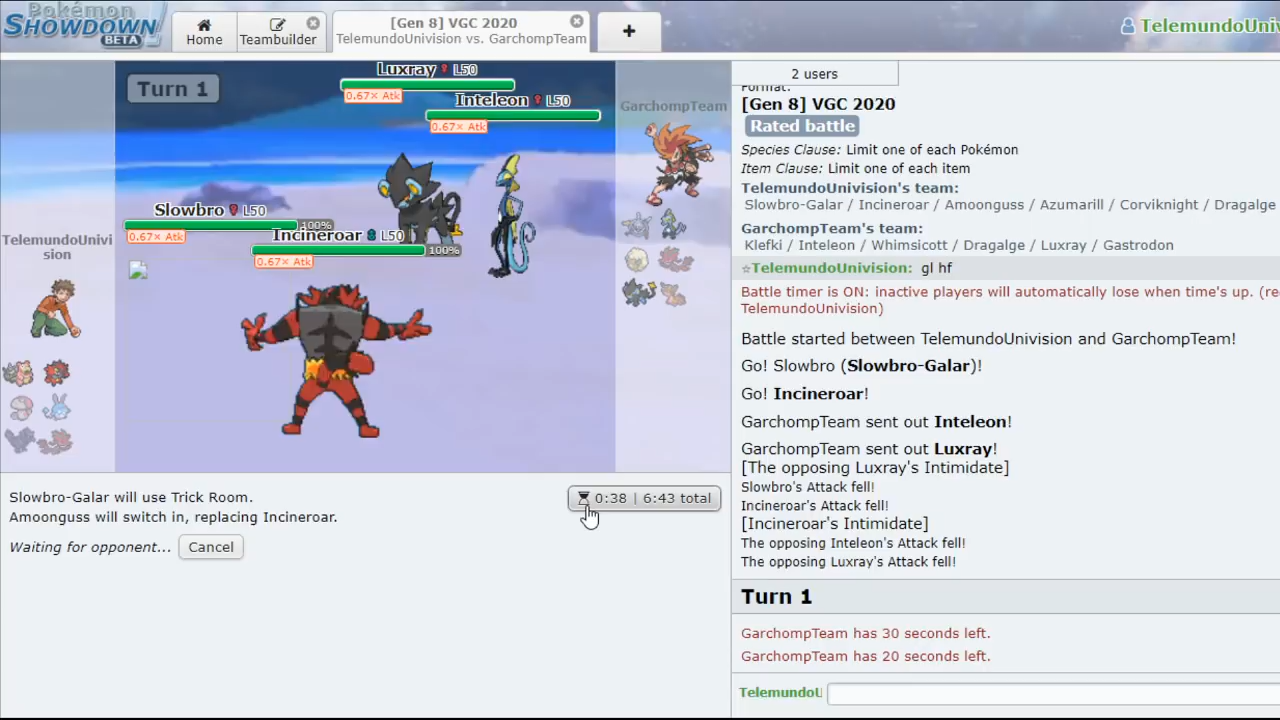 Pokémon
SHOWDOWN
BETA
Home
Teambuilder
[Gen 8] VGC 2020
TelemundoUnivision vs. GarchompTeam
+
TelemundoUniv
Turn 1
Luxray L50
0.67× Atk
Inteleon L50
0.67× Atk
Slowbro L50
100%
0.67× Atk
Incineroar L50
100%
0.67× Atk
TelemundoUnivi
sion
GarchompTeam
Slowbro-Galar will use Trick Room.
Amoonguss will switch in, replacing Incineroar.
Waiting for opponent... Cancel
0:38 | 6:43 total
2 users
Format:
[Gen 8] VGC 2020
Rated battle
Species Clause: Limit one of each Pokémon
Item Clause: Limit one of each item
TelemundoUnivision's team:
Slowbro-Galar / Incineroar / Amoonguss / Azumarill / Corviknight / Dragalge
GarchompTeam's team:
Klefki / Inteleon / Whimsicott / Dragalge / Luxray / Gastrodon
☆TelemundoUnivision: gl hf
Battle timer is ON: inactive players will automatically lose when time's up. (re
TelemundoUnivision)
Battle started between TelemundoUnivision and GarchompTeam!
Go! Slowbro (Slowbro-Galar)!
Go! Incineroar!
GarchompTeam sent out Inteleon!
GarchompTeam sent out Luxray!
[The opposing Luxray's Intimidate]
Slowbro's Attack fell!
Incineroar's Attack fell!
[Incineroar's Intimidate]
The opposing Inteleon's Attack fell!
The opposing Luxray's Attack fell!
Turn 1
GarchompTeam has 30 seconds left.
GarchompTeam has 20 seconds left.
TelemundoU